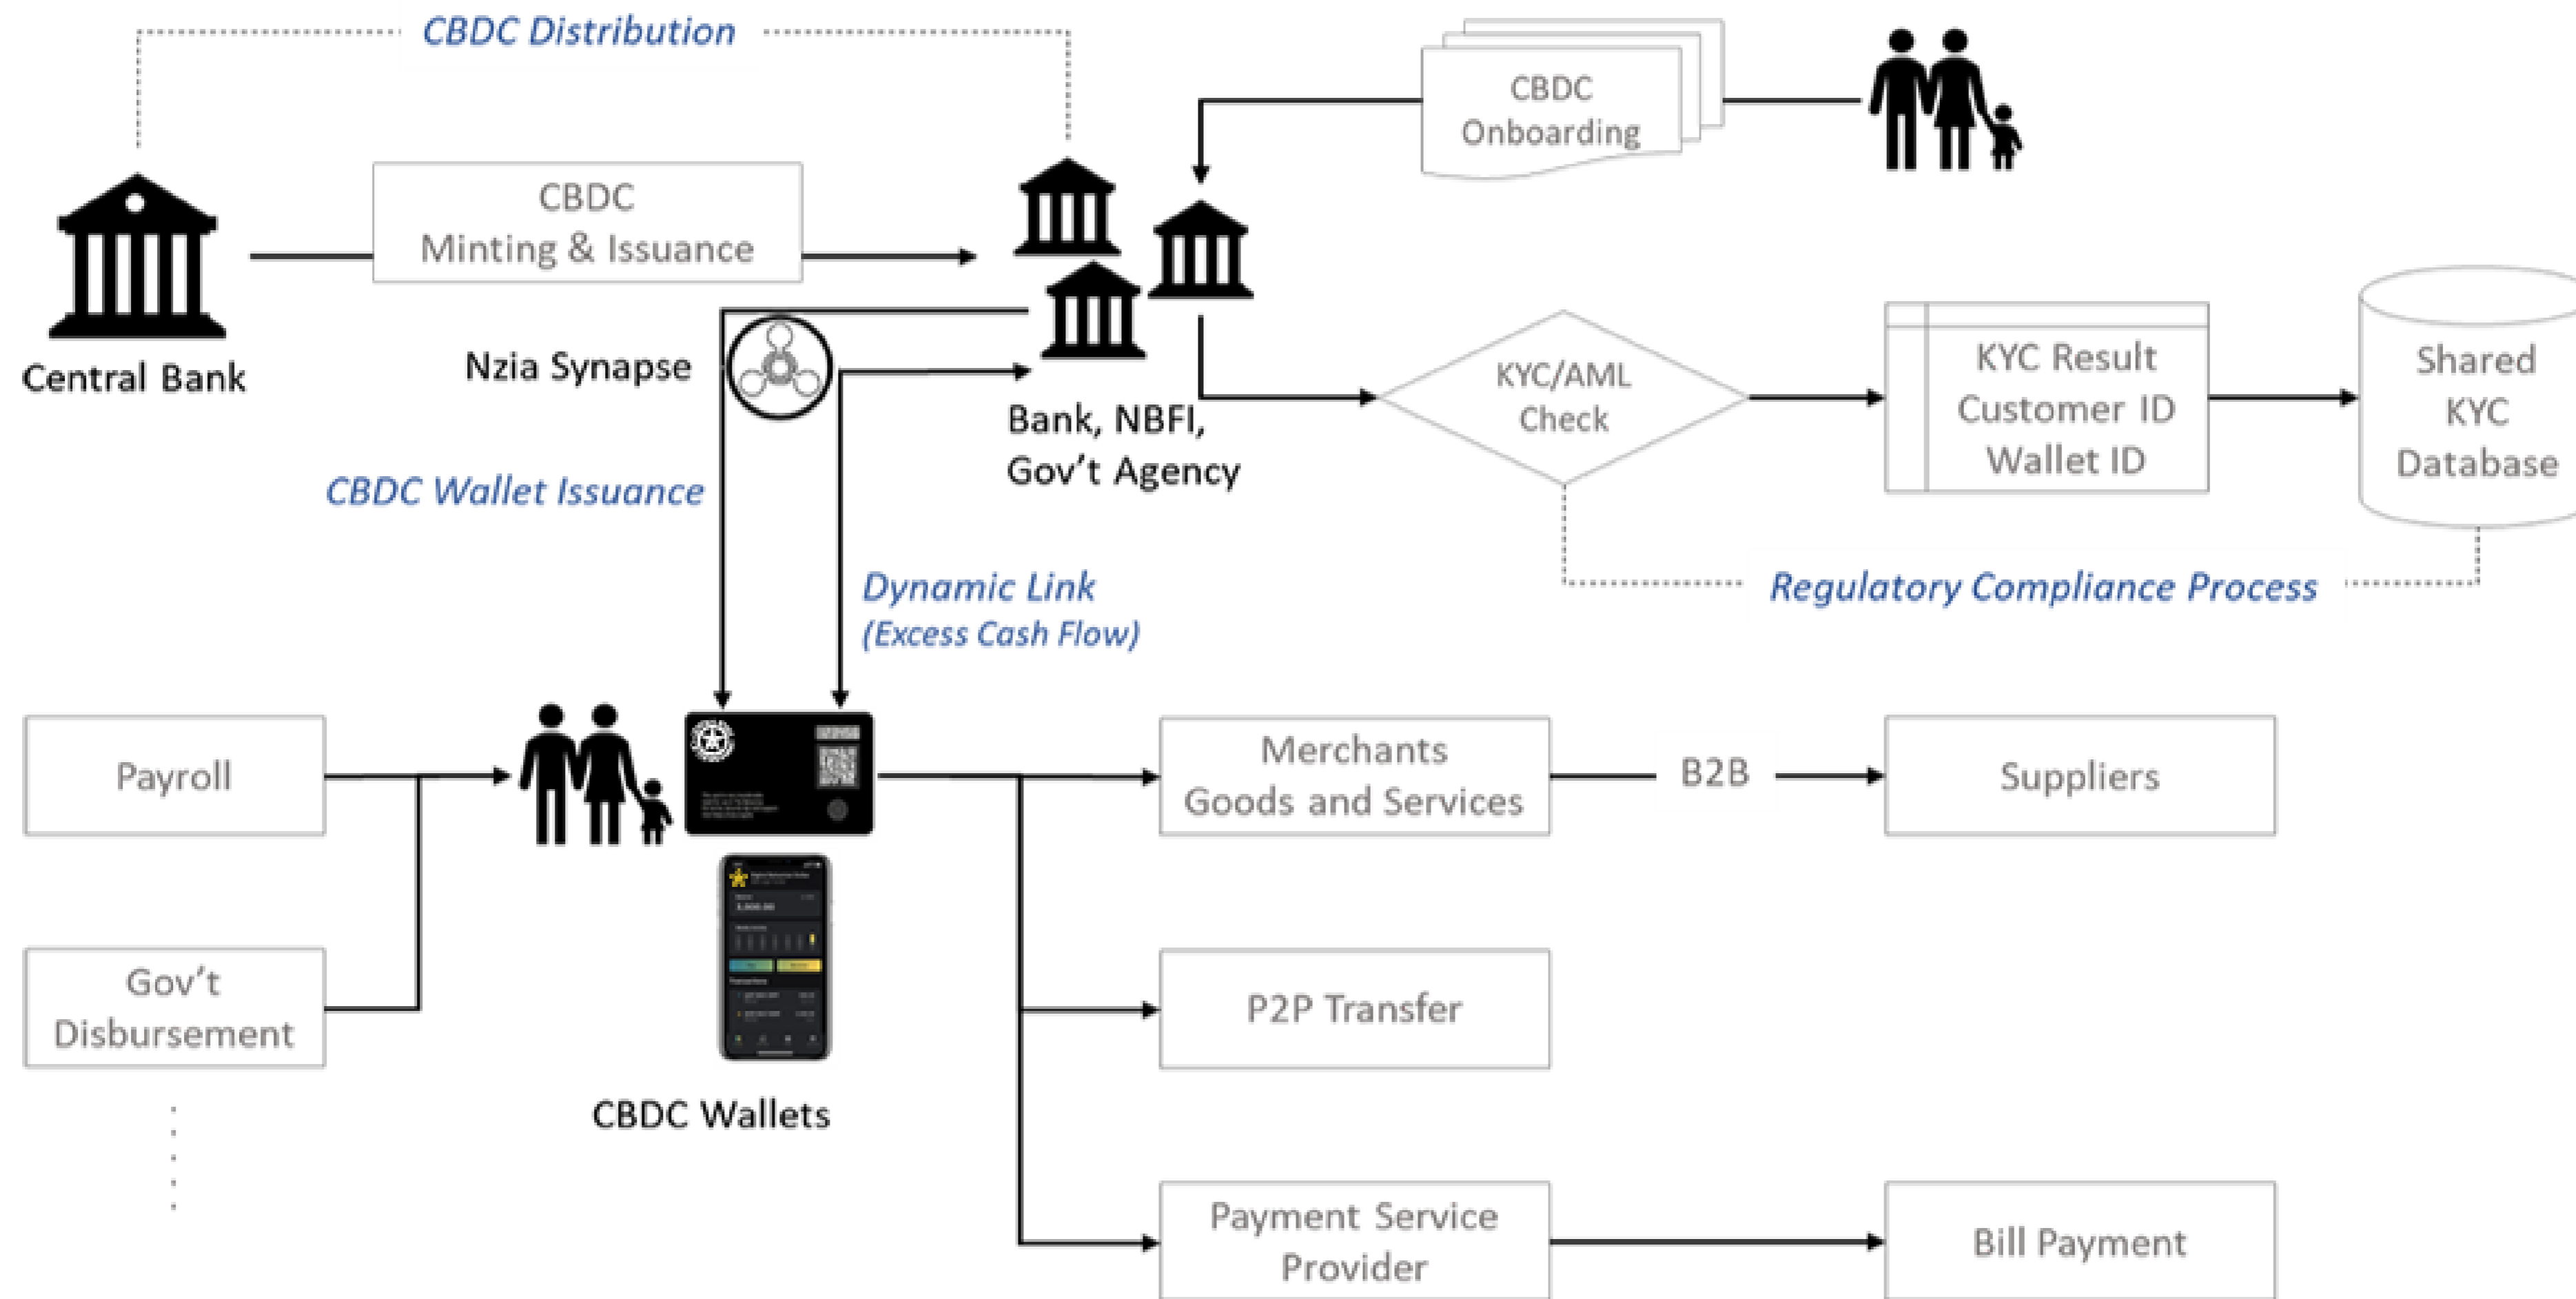 CBDC Distribution
CBDC
Onboarding
CBDC
Minting & Issuance
Central Bank
Nzia Synapse
Bank, NBFI,
Gov't Agency
KYC/AML
Check
KYC Result
Customer ID
Wallet ID
Shared
KYC
Database
CBDC Wallet Issuance
Dynamic Link
(Excess Cash Flow)
Regulatory Compliance Process
Payroll
Merchants
Goods and Services
B2B
Suppliers
Gov't
Disbursement
P2P Transfer
CBDC Wallets
Payment Service
Provider
Bill Payment